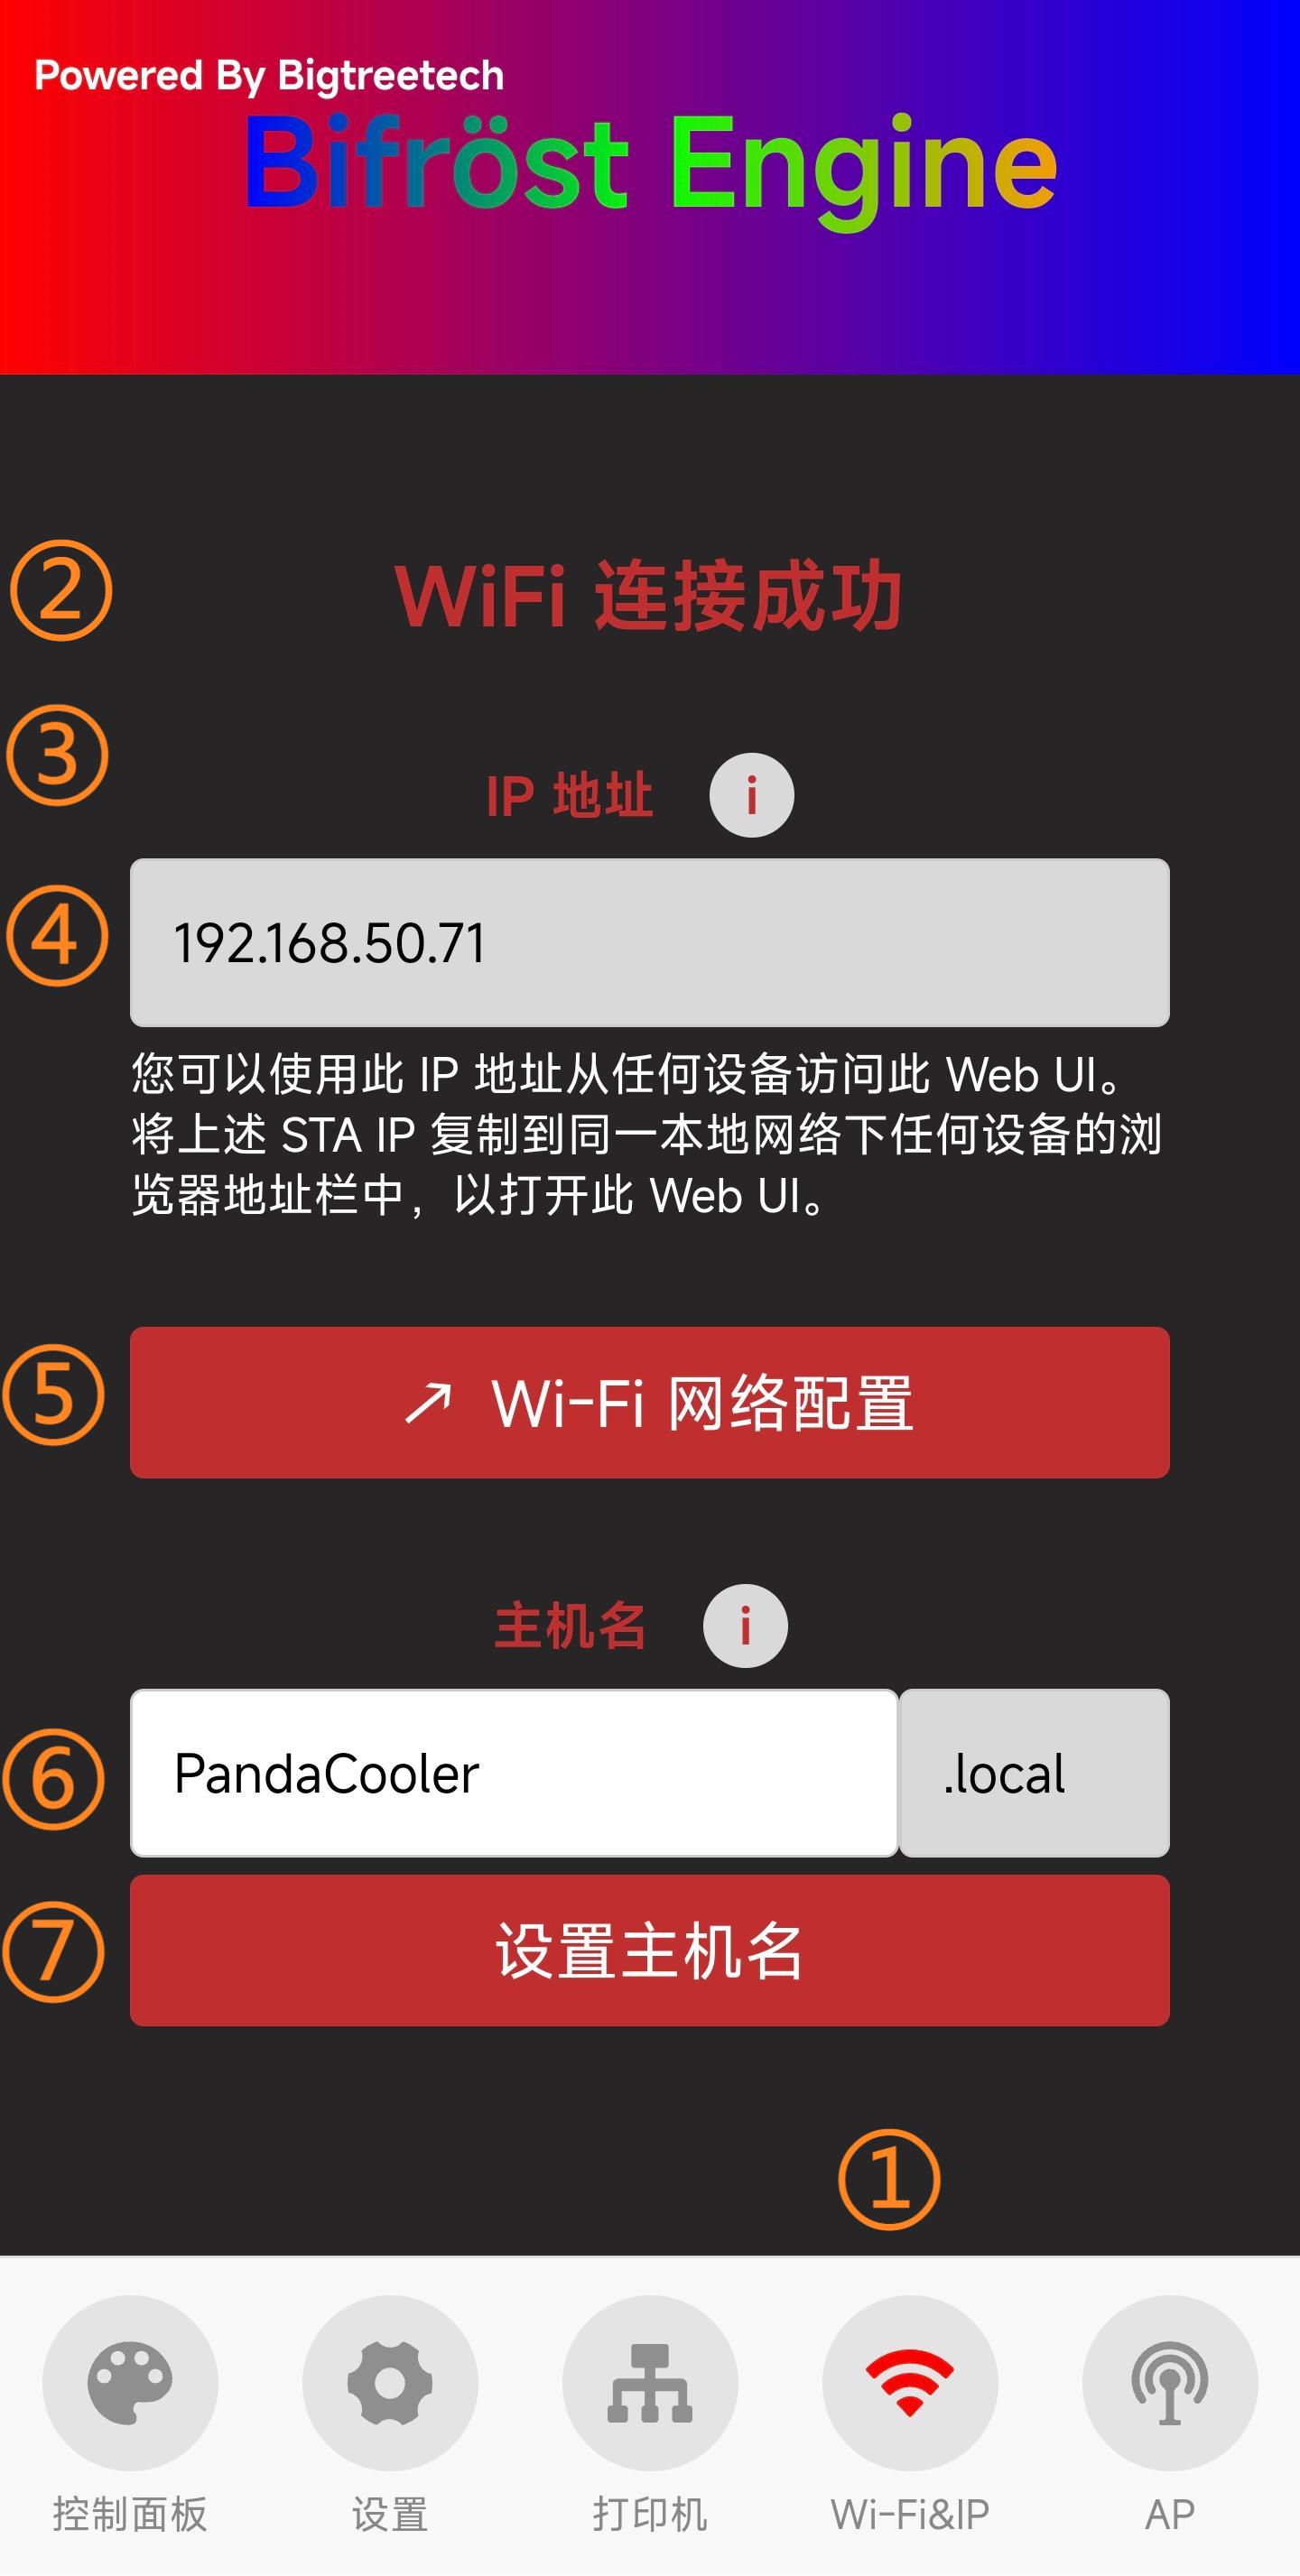 Powered By Bigtreetech
Bifröst Engine
② WiFi 连接成功
③ IP 地址 i
④ 192.168.50.71
您可以使用此 IP 地址从任何设备访问此 Web UI。
将上述 STA IP 复制到同一本地网络下任何设备的浏
览器地址栏中，以打开此 Web UI。
⑤ ↗ Wi-Fi 网络配置
主机名 i
⑥ PandaCooler .local
⑦ 设置主机名
①
控制面板 设置 打印机 Wi-Fi&IP AP